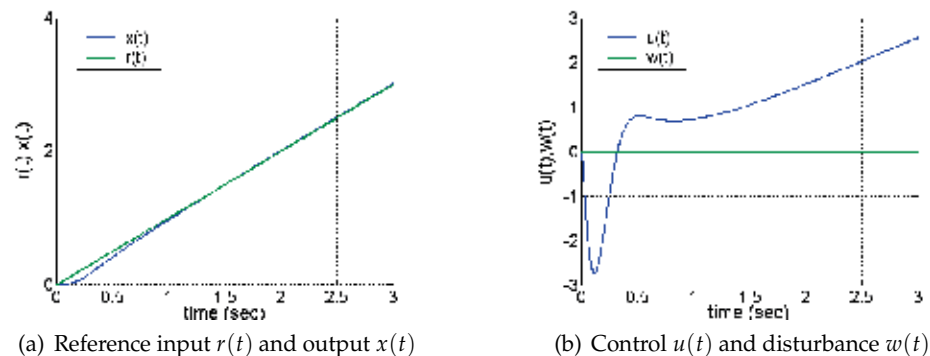 4
x(t)
r(t)
2
0
0
0.5
1
1.5
2
2.5
3
time (sec)
3
u(t)
w(t)
2
1
0
-1
-2
-3
u(t),w(t)
0
0.5
1
1.5
2
2.5
3
time (sec)
(a) Reference input r(t) and output x(t)
(b) Control u(t) and disturbance w(t)